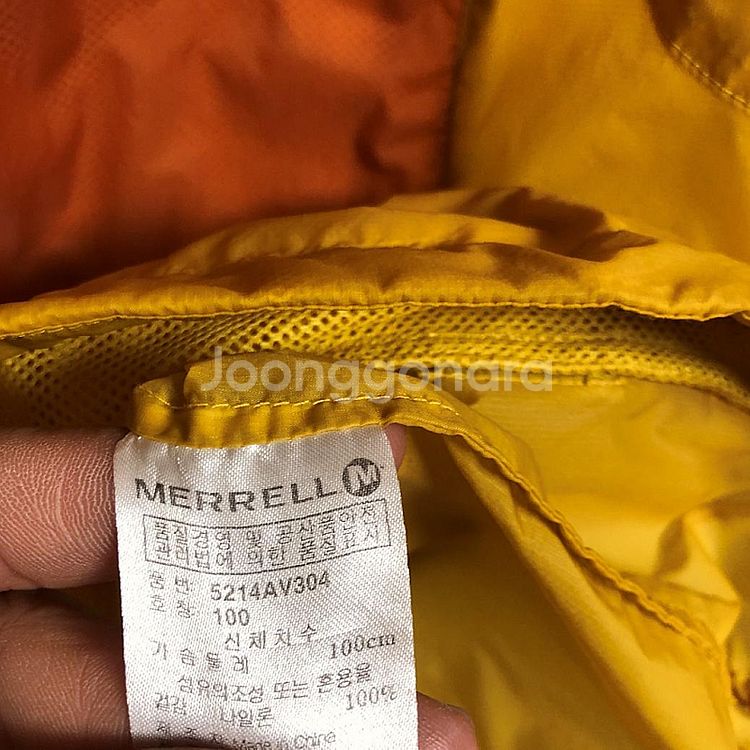 Joonggonara
MERRELL M
품질경영 및 공산품안전
관리법에 의한 품질표시
품 번: 5214AV304
호 칭: 100
신체치수
가슴둘레 100cm
섬유의조성 또는 혼용율
겉감 나일론 100%
Made in China